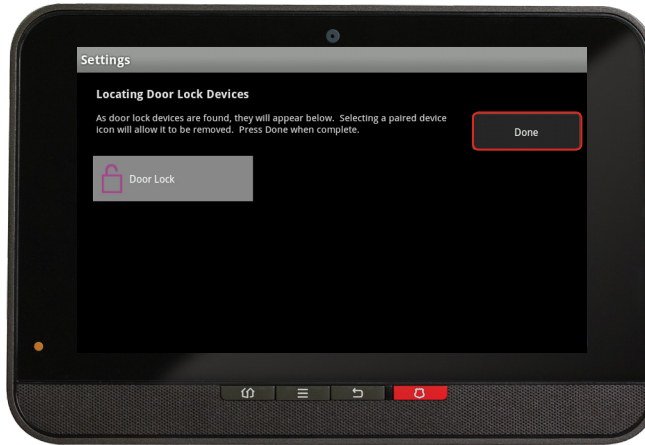 Settings
Locating Door Lock Devices
As door lock devices are found, they will appear below. Selecting a paired device
icon will allow it to be removed. Press Done when complete.
Done
Door Lock